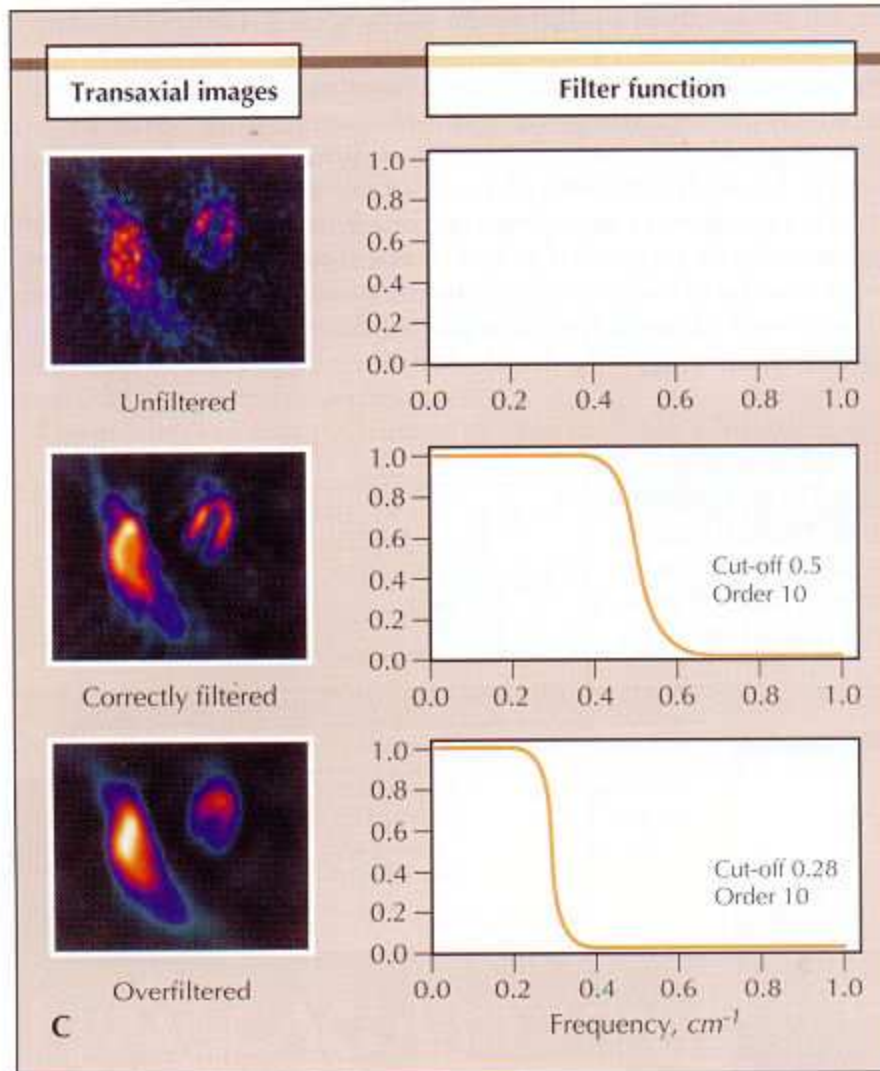 Transaxial images
Filter function
1.0
0.8
0.6
0.4
0.2
0.0
0.0 0.2 0.4 0.6 0.8 1.0
Unfiltered
1.0
0.8
0.6
0.4
0.2
0.0
Cut-off 0.5
Order 10
0.0 0.2 0.4 0.6 0.8 1.0
Correctly filtered
1.0
0.8
0.6
0.4
0.2
0.0
Cut-off 0.28
Order 10
0.0 0.2 0.4 0.6 0.8 1.0
Overfiltered
Frequency, cm⁻¹
C